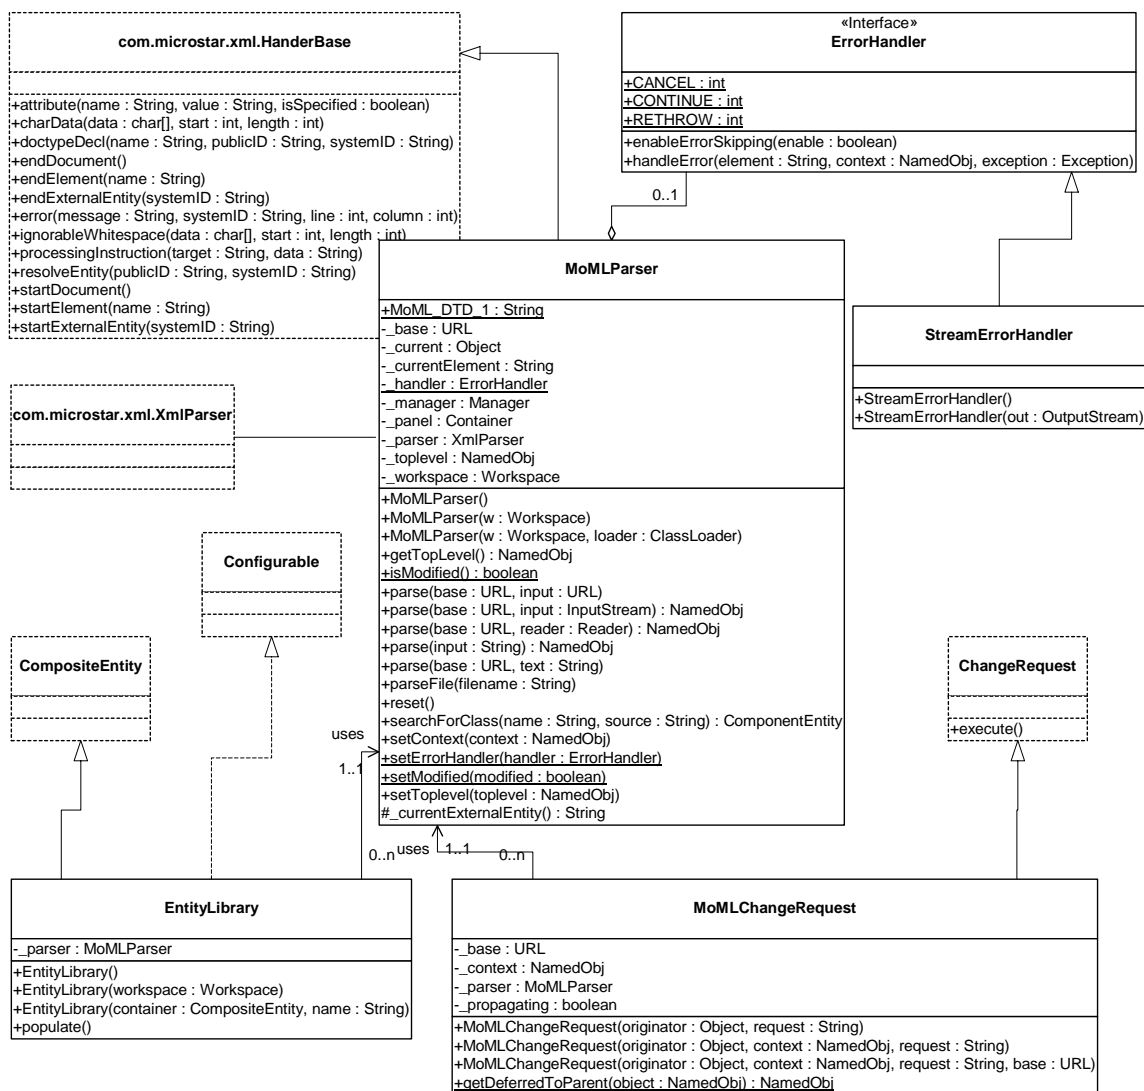 com.microstar.xml.HanderBase
+attribute(name : String, value : String, isSpecified : boolean)
+charData(data : char[], start : int, length : int)
+doctypeDecl(name : String, publicID : String, systemID : String)
+endDocument()
+endElement(name : String)
+endExternalEntity(systemID : String)
+error(message : String, systemID : String, line : int, column : int)
+ignorableWhitespace(data : char[], start : int, length : int)
+processingInstruction(target : String, data : String)
+resolveEntity(publicID : String, systemID : String)
+startDocument()
+startElement(name : String)
+startExternalEntity(systemID : String)
«Interface»
ErrorHandler
+CANCEL : int
+CONTINUE : int
+RETHROW : int
+enableErrorSkipping(enable : boolean)
+handleError(element : String, context : NamedObj, exception : Exception)
0..1
MoMLParser
+MoML_DTD_1 : String
-_base : URL
-_current : Object
-_currentElement : String
-_handler : ErrorHandler
-_manager : Manager
-_panel : Container
-_parser : XmlParser
-_toplevel : NamedObj
-_workspace : Workspace
+MoMLParser()
+MoMLParser(w : Workspace)
+MoMLParser(w : Workspace, loader : ClassLoader)
+getTopLevel() : NamedObj
+isModified() : boolean
+parse(base : URL, input : URL)
+parse(base : URL, input : InputStream) : NamedObj
+parse(base : URL, reader : Reader) : NamedObj
+parse(input : String) : NamedObj
+parse(base : URL, text : String)
+parseFile(filename : String)
+reset()
+searchForClass(name : String, source : String) : ComponentEntity
+setContext(context : NamedObj)
+setErrorHandler(handler : ErrorHandler)
+setModified(modified : boolean)
+setToplevel(toplevel : NamedObj)
#_currentExternalEntity() : String
StreamErrorHandler
+StreamErrorHandler()
+StreamErrorHandler(out : OutputStream)
com.microstar.xml.XmlParser
Configurable
CompositeEntity
ChangeRequest
+execute()
uses
1..1
0..n
uses
1..1
0..n
EntityLibrary
-_parser : MoMLParser
+EntityLibrary()
+EntityLibrary(workspace : Workspace)
+EntityLibrary(container : CompositeEntity, name : String)
+populate()
MoMLChangeRequest
-_base : URL
-_context : NamedObj
-_parser : MoMLParser
-_propagating : boolean
+MoMLChangeRequest(originator : Object, request : String)
+MoMLChangeRequest(originator : Object, context : NamedObj, request : String)
+MoMLChangeRequest(originator : Object, context : NamedObj, request : String, base : URL)
+getDeferredToParent(object : NamedObj) : NamedObj